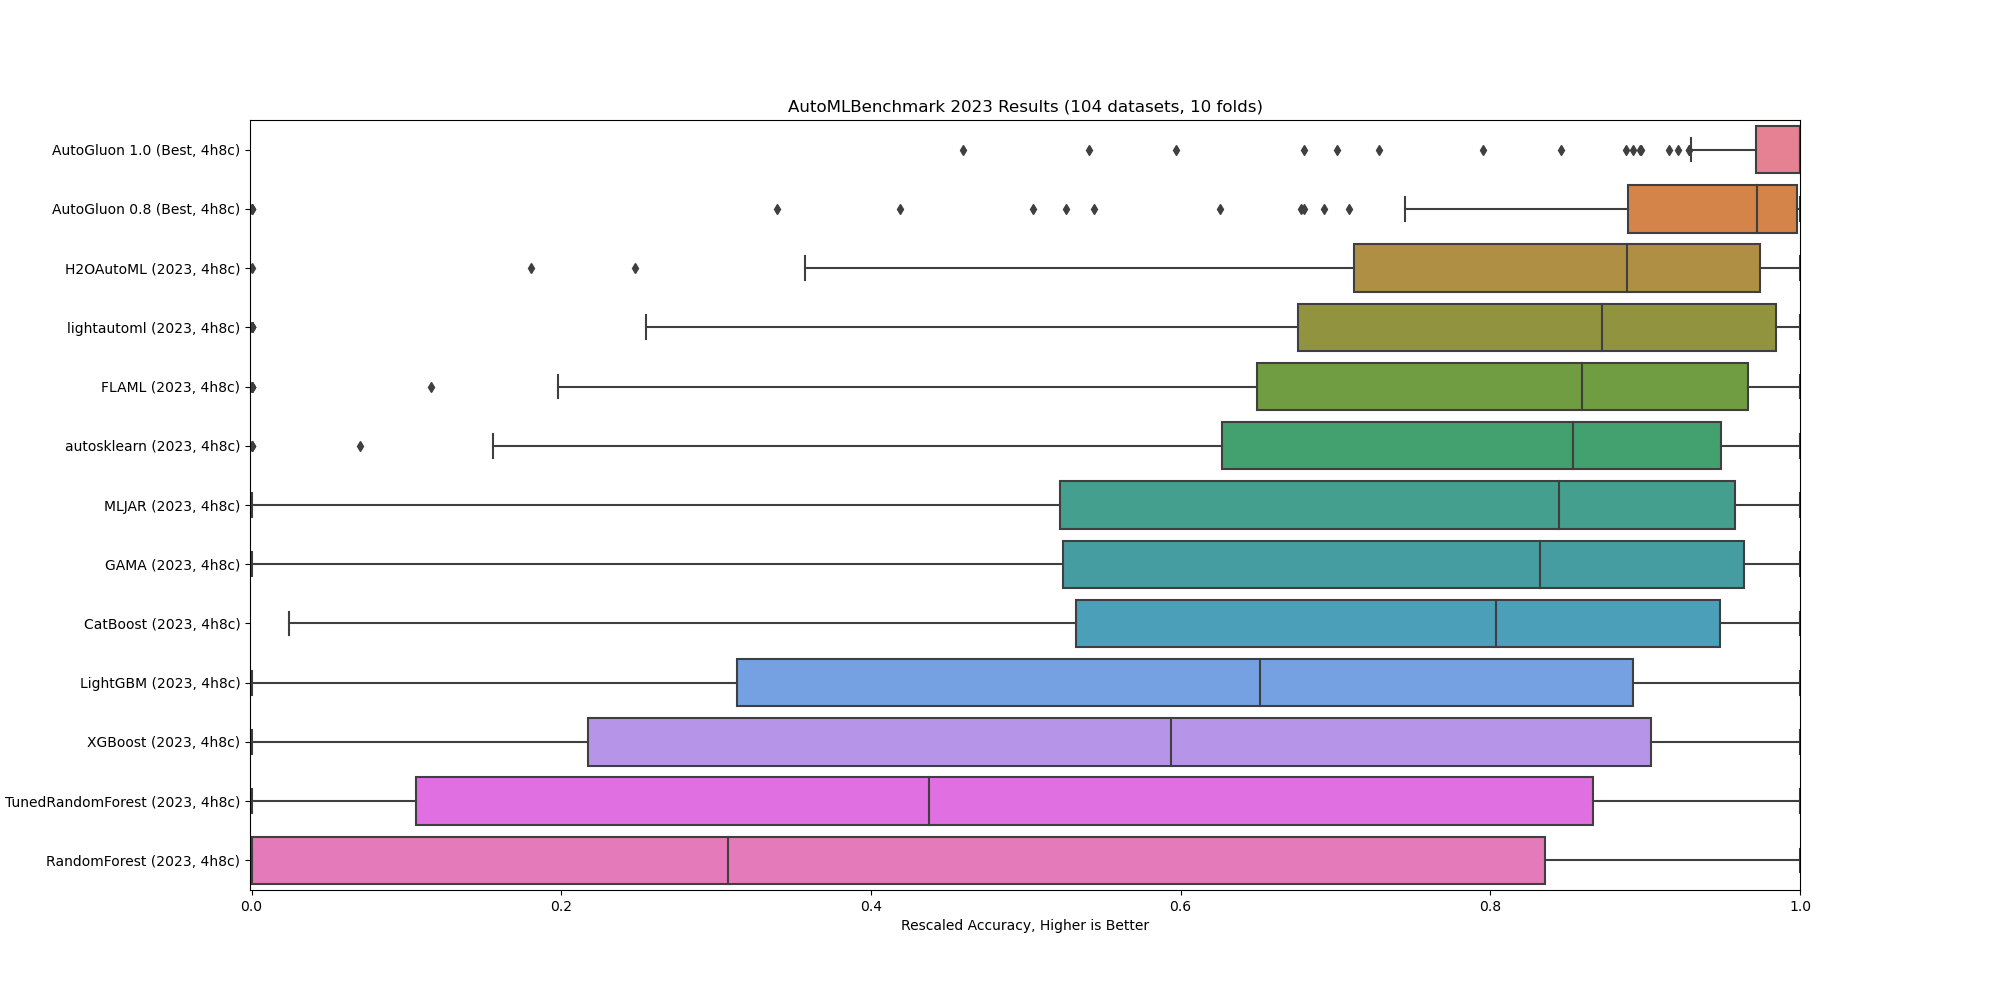 AutoMLBenchmark 2023 Results (104 datasets, 10 folds)
AutoGluon 1.0 (Best, 4h8c)
AutoGluon 0.8 (Best, 4h8c)
H2OAutoML (2023, 4h8c)
lightautoml (2023, 4h8c)
FLAML (2023, 4h8c)
autosklearn (2023, 4h8c)
MLJAR (2023, 4h8c)
GAMA (2023, 4h8c)
CatBoost (2023, 4h8c)
LightGBM (2023, 4h8c)
XGBoost (2023, 4h8c)
TunedRandomForest (2023, 4h8c)
RandomForest (2023, 4h8c)
0.0 0.2 0.4 0.6 0.8 1.0
Rescaled Accuracy, Higher is Better